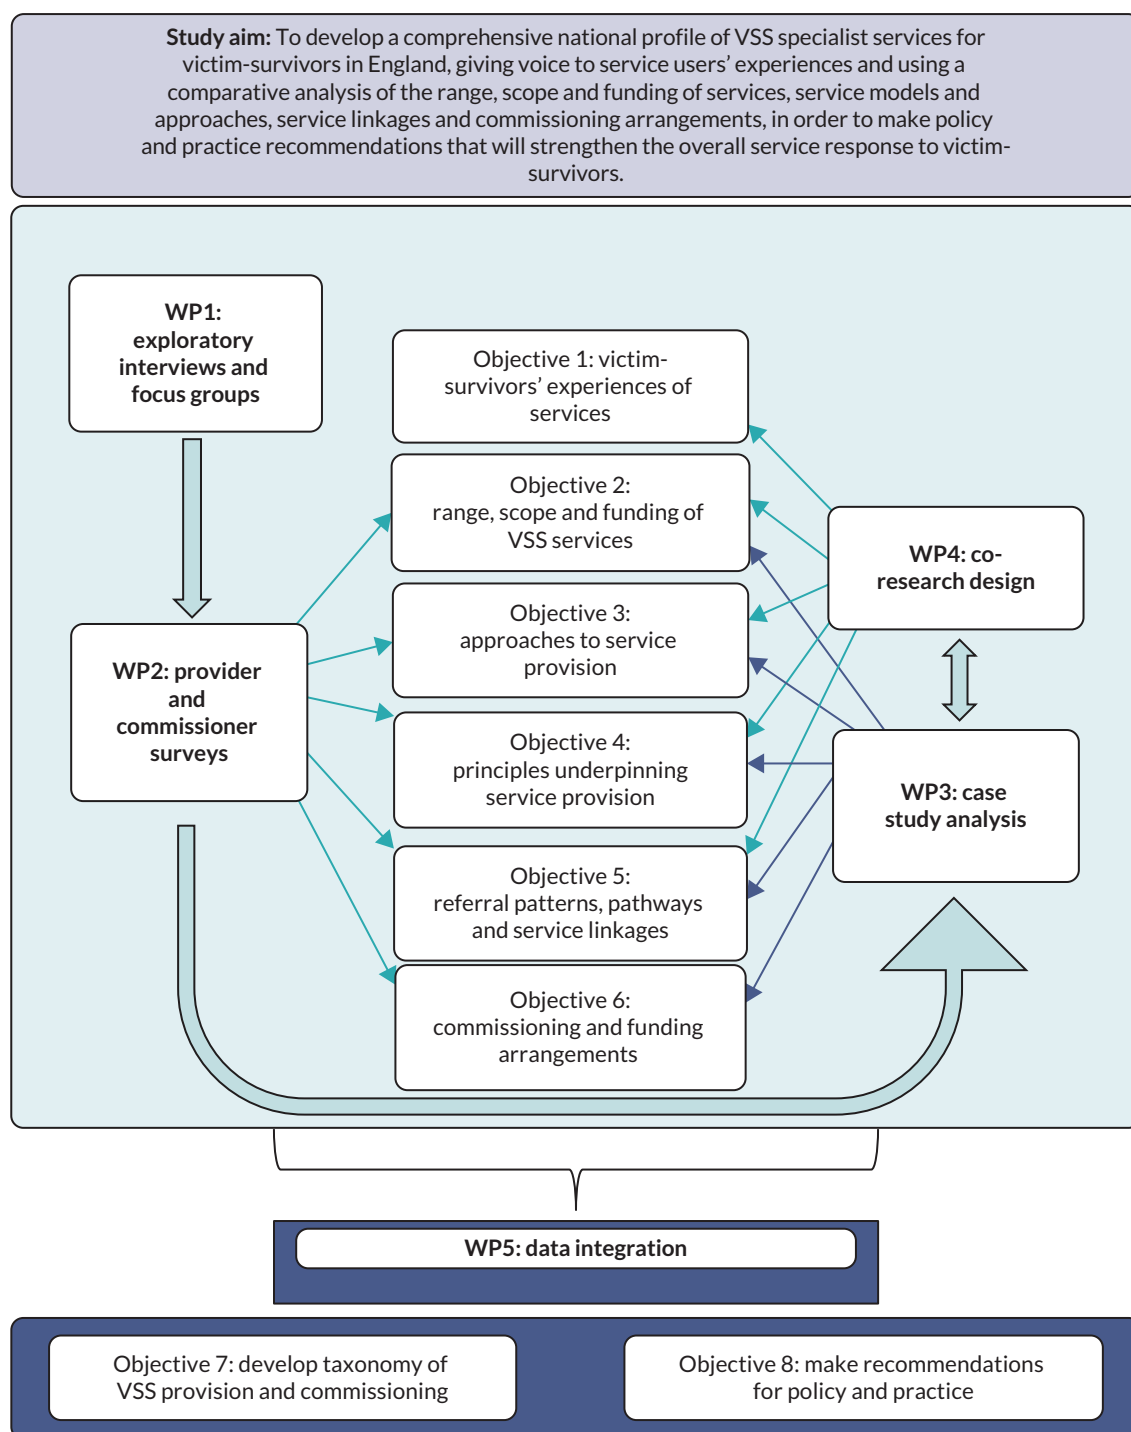 Study aim: To develop a comprehensive national profile of VSS specialist services for
victim-survivors in England, giving voice to service users’ experiences and using a
comparative analysis of the range, scope and funding of services, service models and
approaches, service linkages and commissioning arrangements, in order to make policy
and practice recommendations that will strengthen the overall service response to victim-
survivors.
WP1:
exploratory
interviews and
focus groups
Objective 1: victim-
survivors’ experiences of
services
Objective 2:
range, scope and funding of
VSS services
WP4: co-
research design
Objective 3:
approaches to service
provision
WP2: provider
and
commissioner
surveys
Objective 4:
principles underpinning
service provision
WP3: case
study analysis
Objective 5:
referral patterns, pathways
and service linkages
Objective 6:
commissioning and funding
arrangements
WP5: data integration
Objective 7: develop taxonomy of
VSS provision and commissioning
Objective 8: make recommendations
for policy and practice